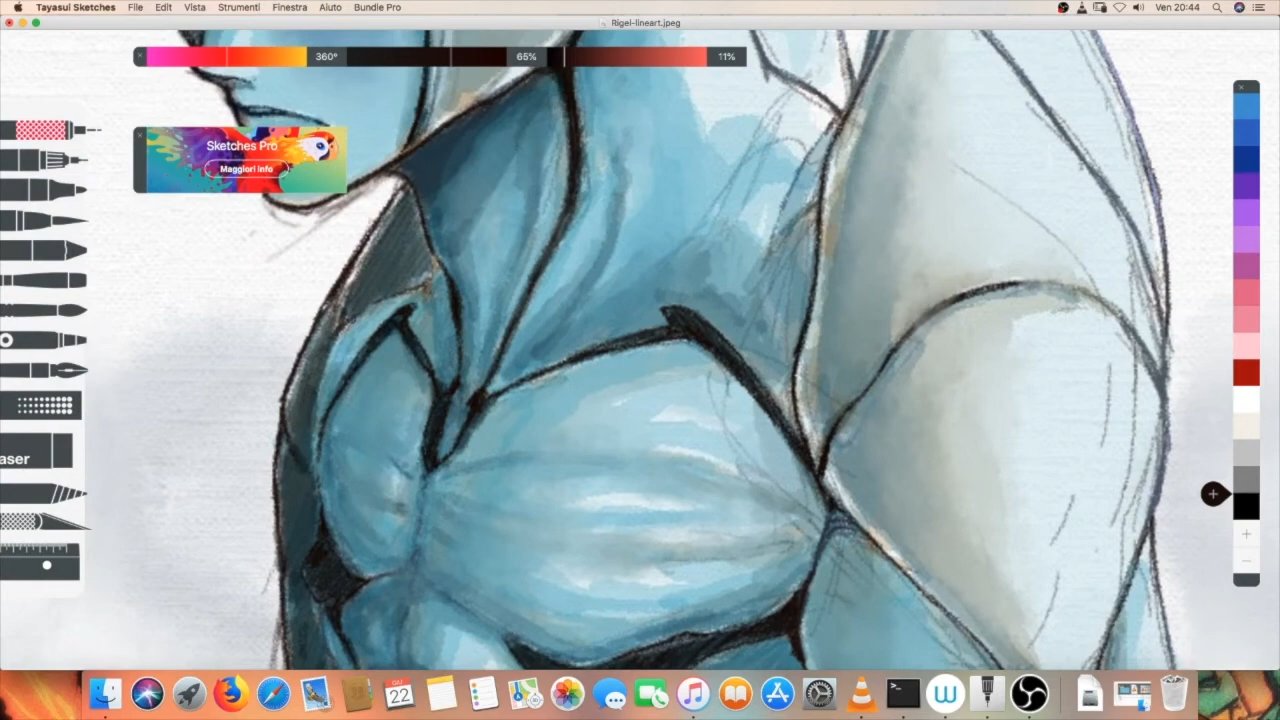 Tayasui Sketches File Edit Vista Strumenti Finestra Aiuto Bundle Pro Ven 20:44
Rigel-lineart.jpeg
360° 65% 11%
Sketches Pro
Maggiori info
aser
GIU
22